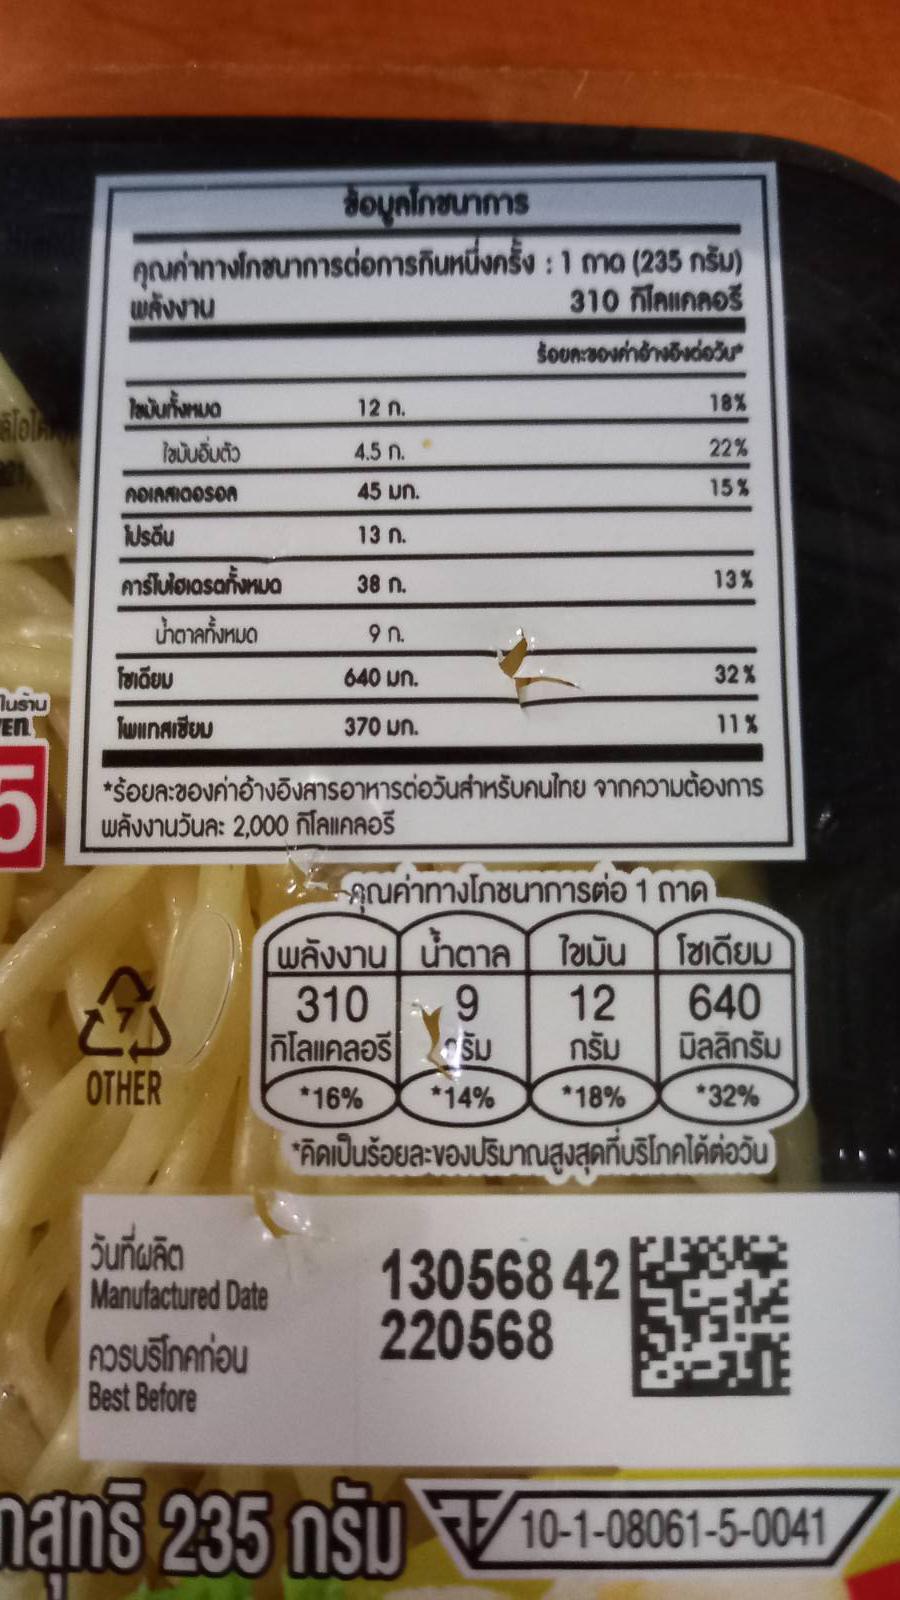 ข้อมูลโภชนาการ
คุณค่าทางโภชนาการต่อการกินหนึ่งครั้ง : 1 ถาด (235 กรัม)
พลังงาน 310 กิโลแคลอรี
ร้อยละของค่าอ้างอิงต่อวัน*
ไขมันทั้งหมด 12 ก. 18%
ไขมันอิ่มตัว 4.5 ก. 22%
คอเลสเตอรอล 45 มก. 15%
โปรตีน 13 ก.
คาร์โบไฮเดรตทั้งหมด 38 ก. 13%
น้ำตาลทั้งหมด 9 ก.
โซเดียม 640 มก. 32%
โพแทสเซียม 370 มก. 11%
*ร้อยละของค่าอ้างอิงสารอาหารต่อวันสำหรับคนไทย จากความต้องการ
พลังงานวันละ 2,000 กิโลแคลอรี
ในร้าน
5
คุณค่าทางโภชนาการต่อ 1 ถาด
พลังงาน น้ำตาล ไขมัน โซเดียม
310 9 12 640
กิโลแคลอรี กรัม กรัม มิลลิกรัม
*16% *14% *18% *32%
*คิดเป็นร้อยละของปริมาณสูงสุดที่บริโภคได้ต่อวัน
7
OTHER
วันที่ผลิต
Manufactured Date 130568 42
ควรบริโภคก่อน 220568
Best Before
สุทธิ 235 กรัม
10-1-08061-5-0041